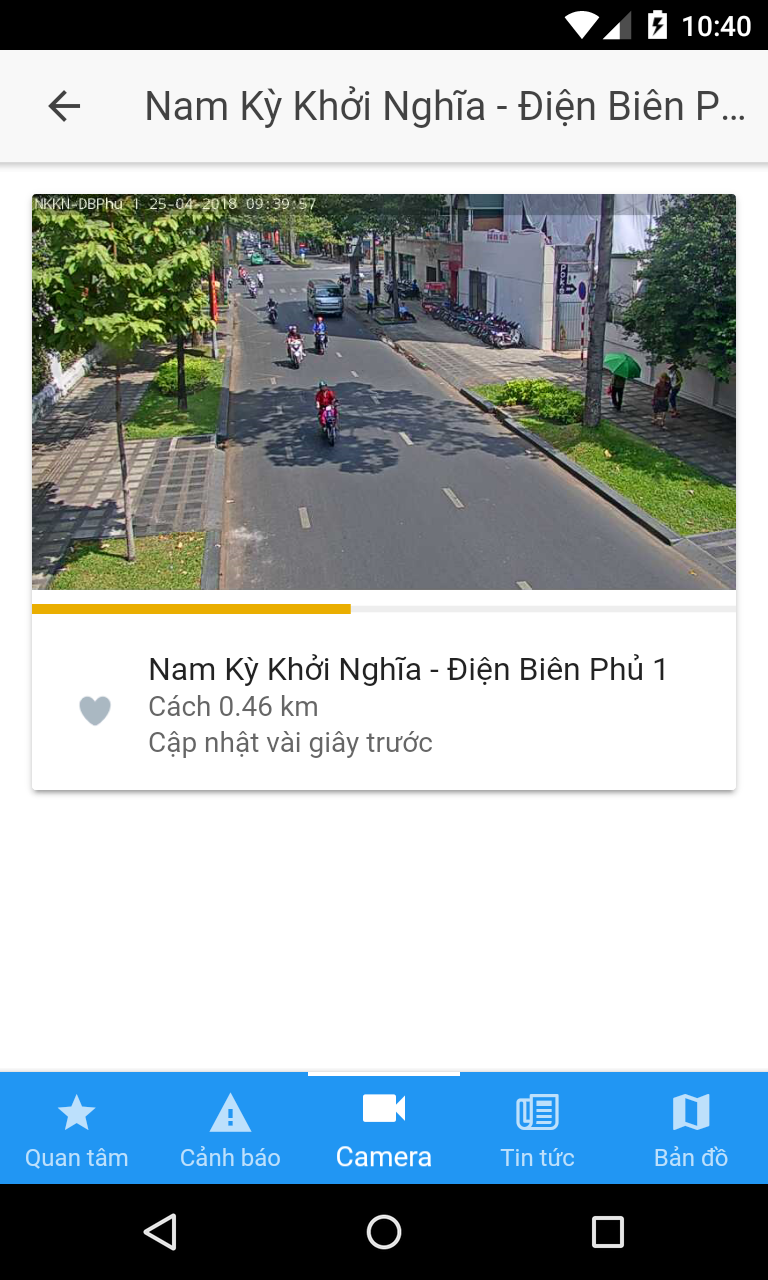 10:40
Nam Kỳ Khởi Nghĩa - Điện Biên P...
NKKN-DBPhu | 25-04-2018 09:39:57
Nam Kỳ Khởi Nghĩa - Điện Biên Phủ 1
Cách 0.46 km
Cập nhật vài giây trước
Quan tâm
Cảnh báo
Camera
Tin tức
Bản đồ